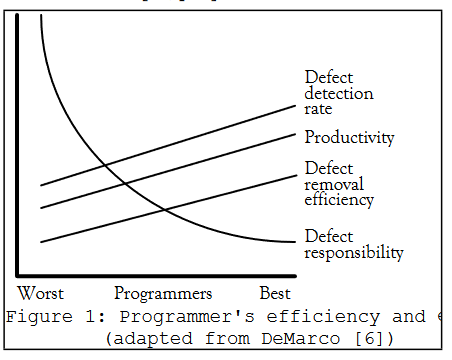 Defect
detection
rate
Productivity
Defect
removal
efficiency
Defect
responsibility
Worst Programmers Best
Figure 1: Programmer's efficiency and
(adapted from DeMarco [6])